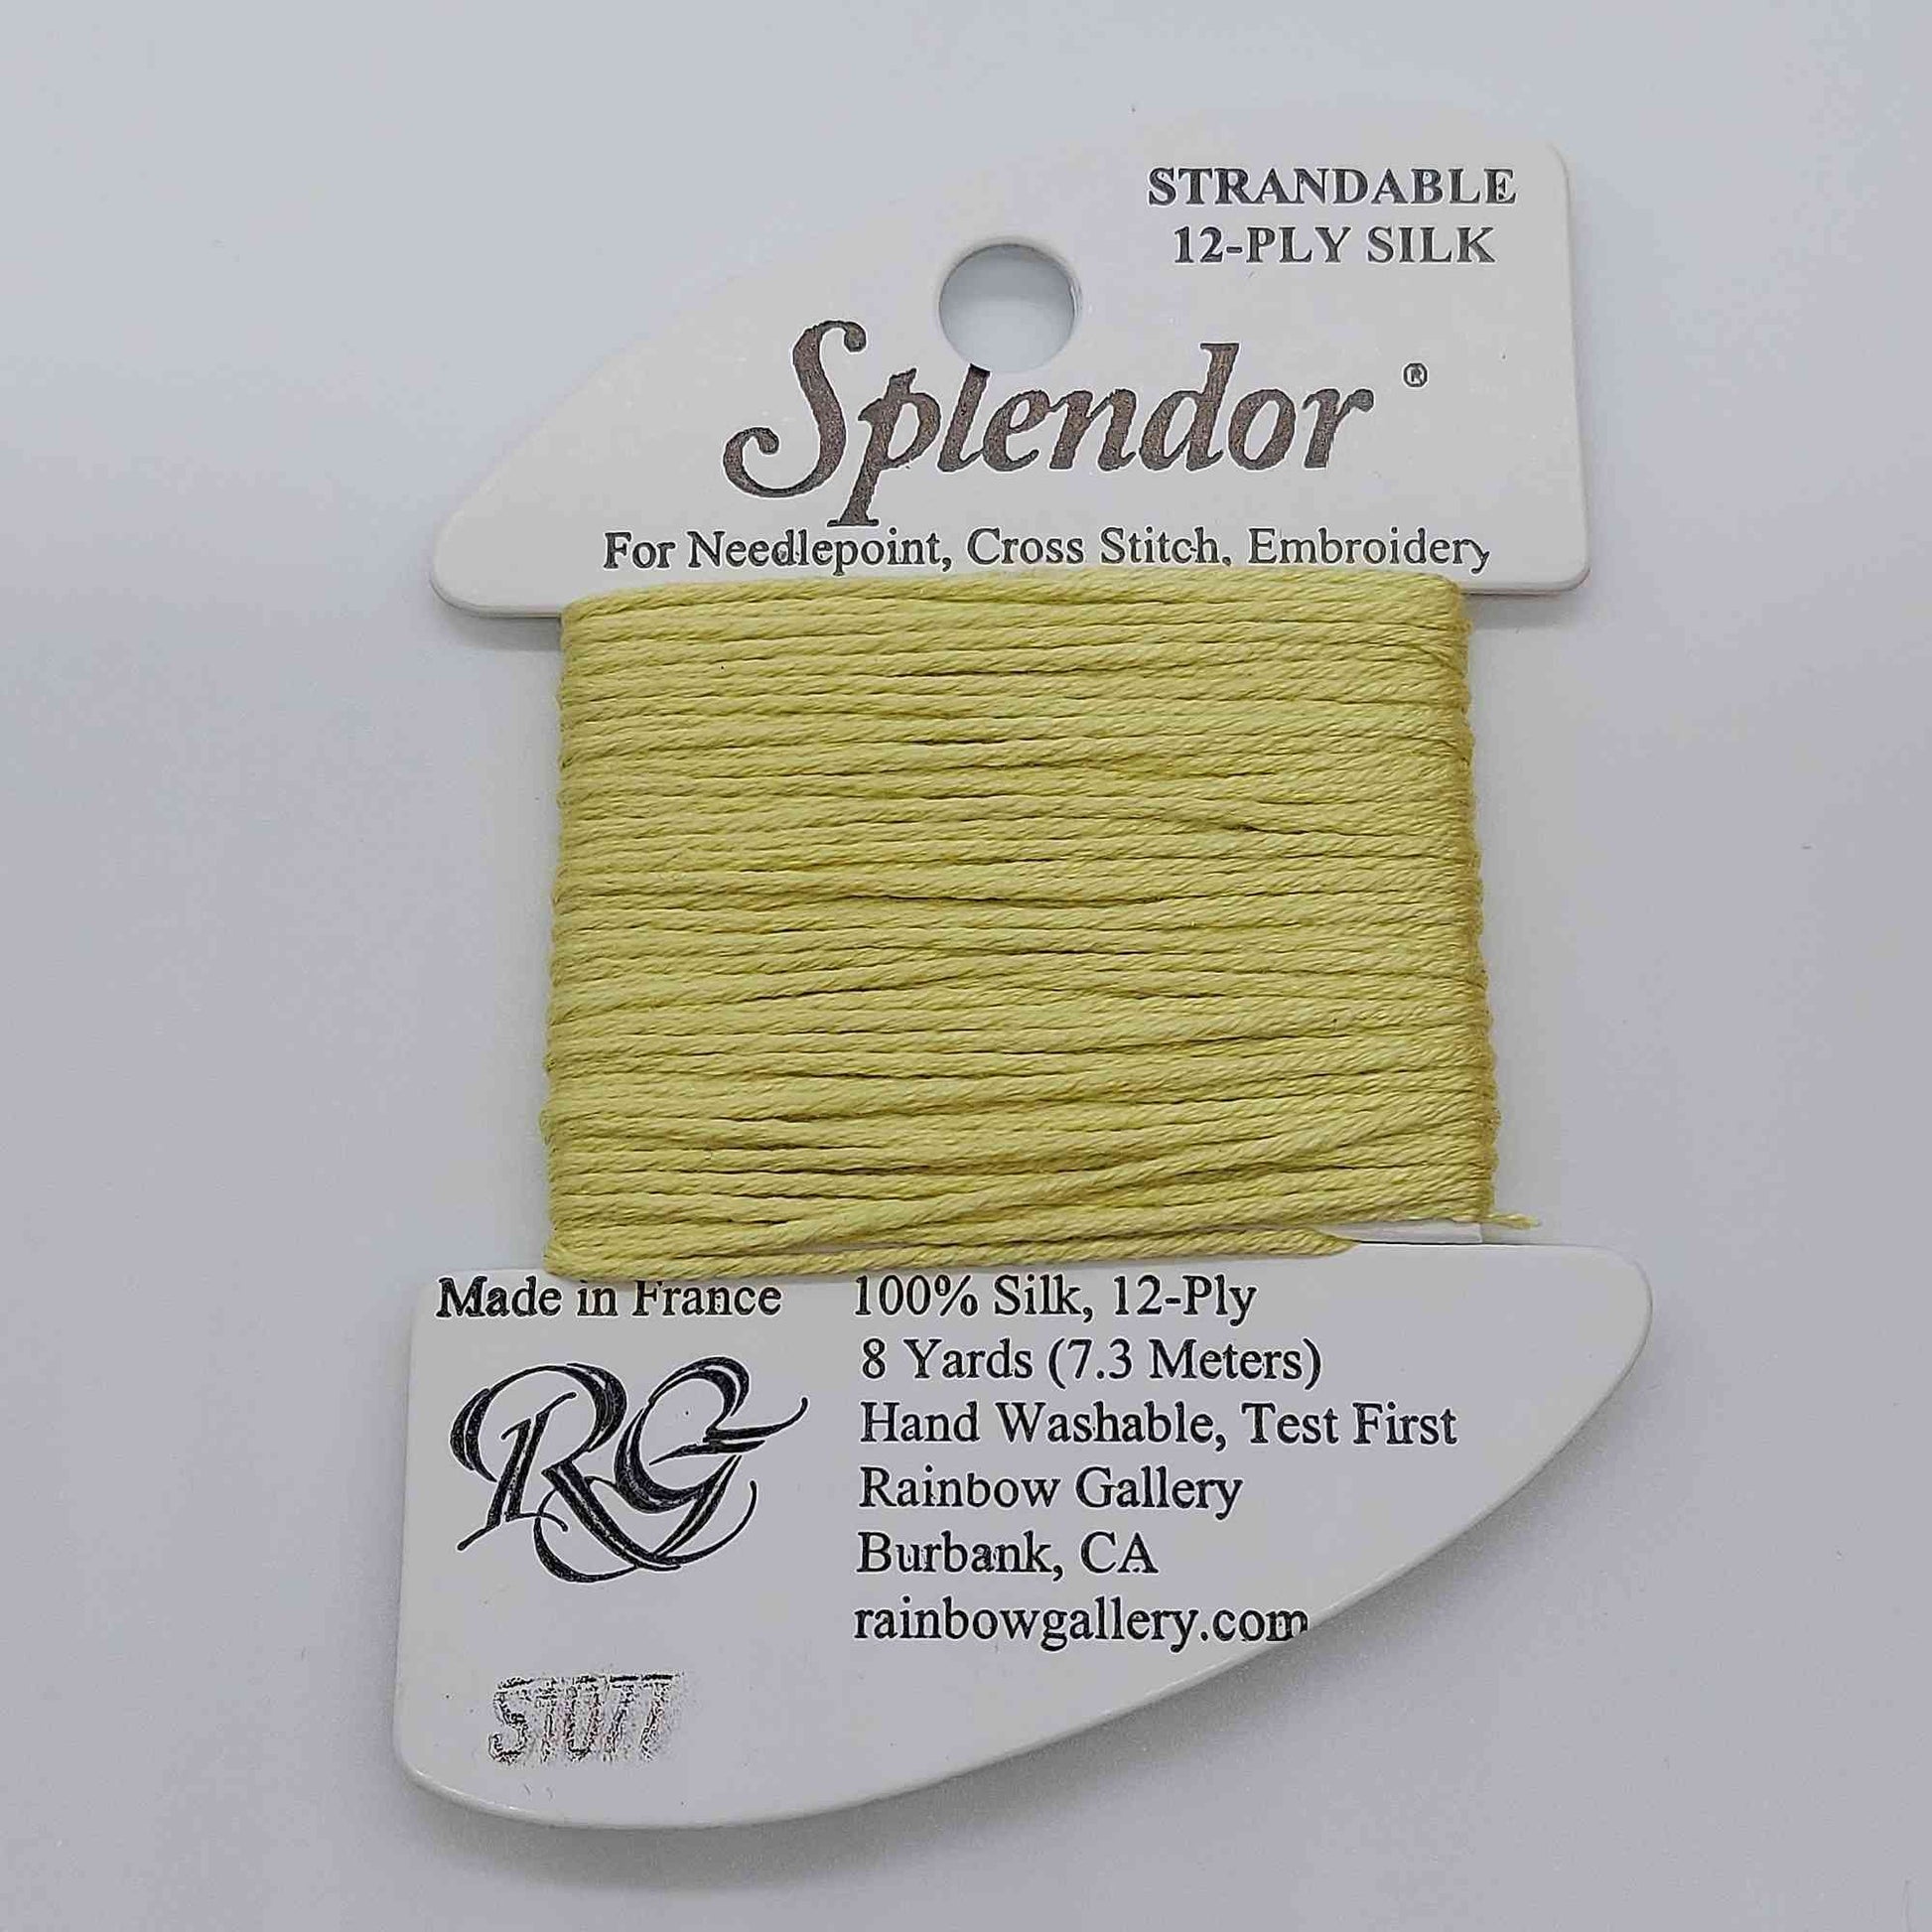 STRANDABLE
12-PLY SILK
Splendor ®
For Needlepoint, Cross Stitch, Embroidery
Made in France
RG
100% Silk, 12-Ply
8 Yards (7.3 Meters)
Hand Washable, Test First
Rainbow Gallery
Burbank, CA
rainbowgallery.com
S1077